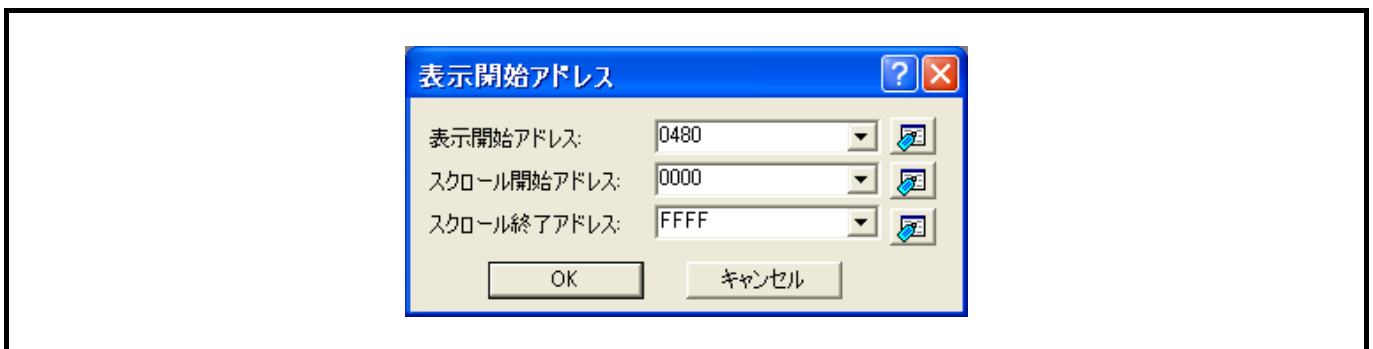 表示開始アドレス
表示開始アドレス: 0480
スクロール開始アドレス: 0000
スクロール終了アドレス: FFFF
OK キャンセル